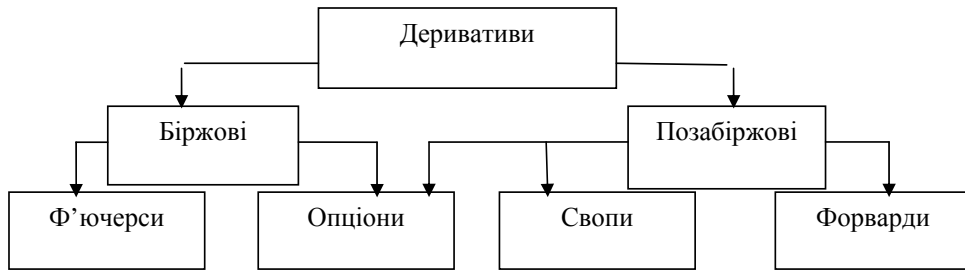 Деривативи
Біржові
Позабіржові
Ф’ючерси
Опціони
Свопи
Форварди